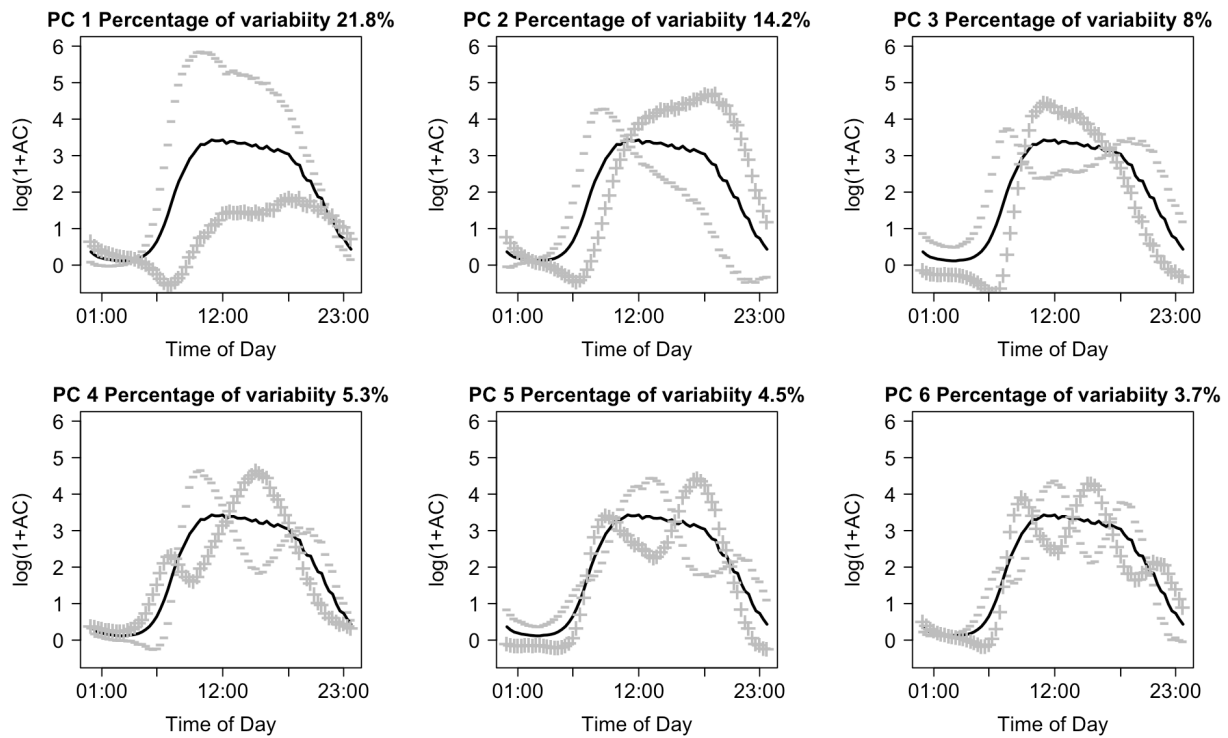 PC 1 Percentage of variabiity 21.8%
6
5
4
3
2
1
0
log(1+AC)
01:00 12:00 23:00
Time of Day
PC 2 Percentage of variabiity 14.2%
6
5
4
3
2
1
0
log(1+AC)
01:00 12:00 23:00
Time of Day
PC 3 Percentage of variabiity 8%
6
5
4
3
2
1
0
log(1+AC)
01:00 12:00 23:00
Time of Day
PC 4 Percentage of variabiity 5.3%
6
5
4
3
2
1
0
log(1+AC)
01:00 12:00 23:00
Time of Day
PC 5 Percentage of variabiity 4.5%
6
5
4
3
2
1
0
log(1+AC)
01:00 12:00 23:00
Time of Day
PC 6 Percentage of variabiity 3.7%
6
5
4
3
2
1
0
log(1+AC)
01:00 12:00 23:00
Time of Day